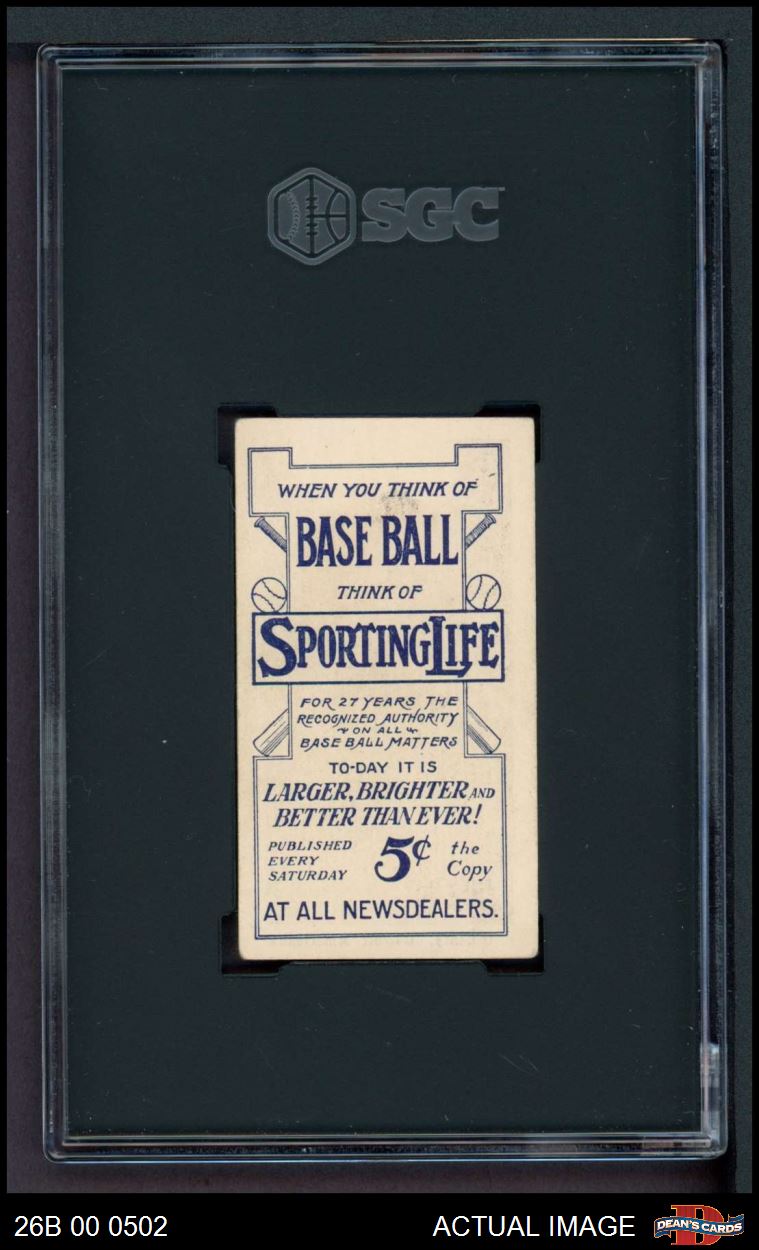 SGC
WHEN YOU THINK OF
BASE BALL
THINK OF
SPORTING LIFE
FOR 27 YEARS THE
RECOGNIZED AUTHORITY
ON ALL
BASE BALL MATTERS
TO-DAY IT IS
LARGER, BRIGHTER AND
BETTER THAN EVER!
PUBLISHED
EVERY
SATURDAY
5¢
the
Copy
AT ALL NEWSDEALERS.
26B 00 0502
ACTUAL IMAGE
DEAN'S CARDS